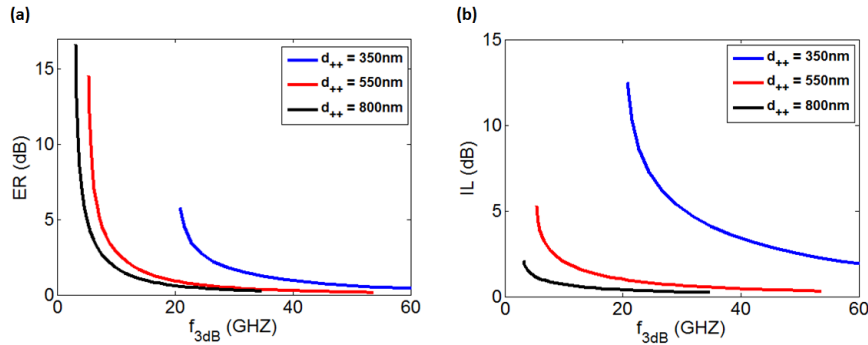 (a)
15
10
5
0
ER (dB)
d++ = 350nm
d++ = 550nm
d++ = 800nm
0 20 40 60
f3dB (GHZ)
(b)
15
10
5
0
IL (dB)
d++ = 350nm
d++ = 550nm
d++ = 800nm
0 20 40 60
f3dB (GHZ)